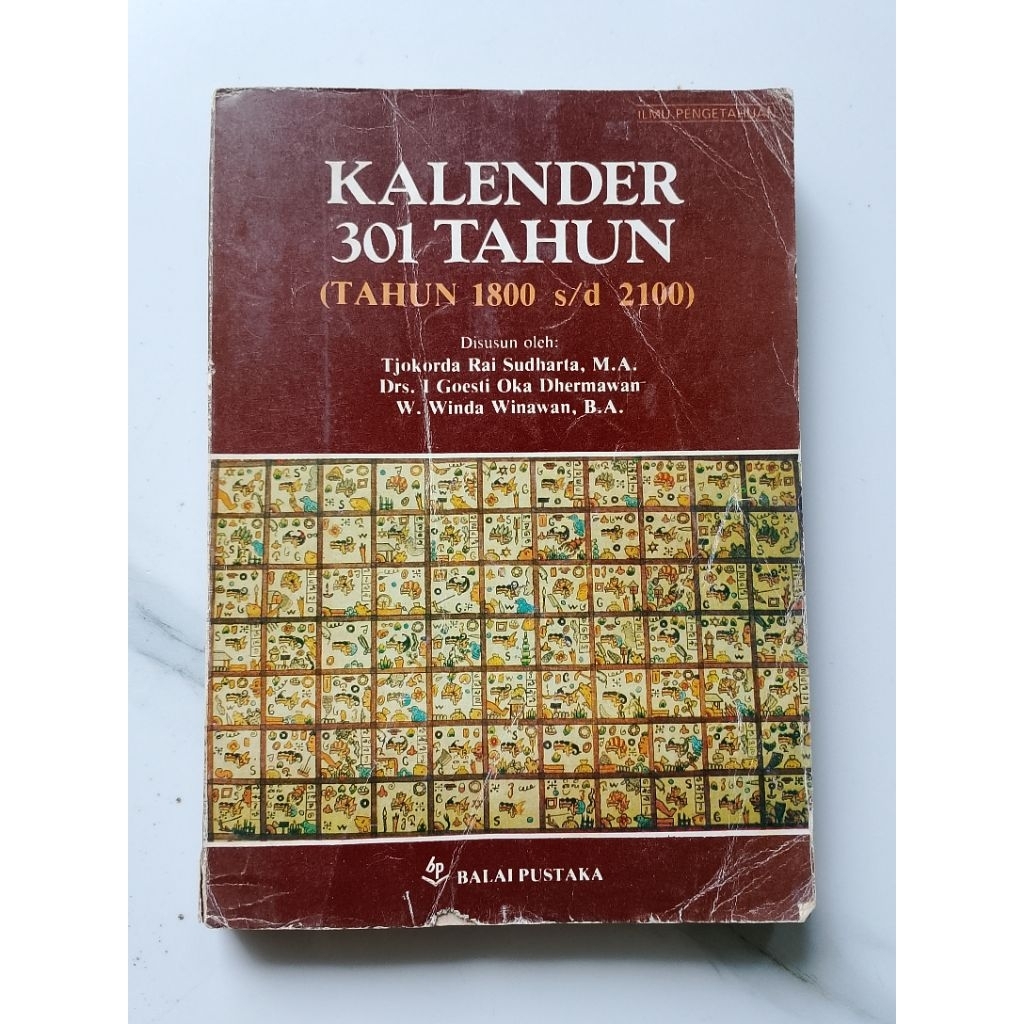 ILMU PENGETAHUAN
KALENDER
301 TAHUN
(TAHUN 1800 s/d 2100)
Disusun oleh:
Tjokorda Rai Sudharta, M.A.
Drs. I Goesti Oka Dhermawan
W. Winda Winawan, B.A.
bp BALAI PUSTAKA